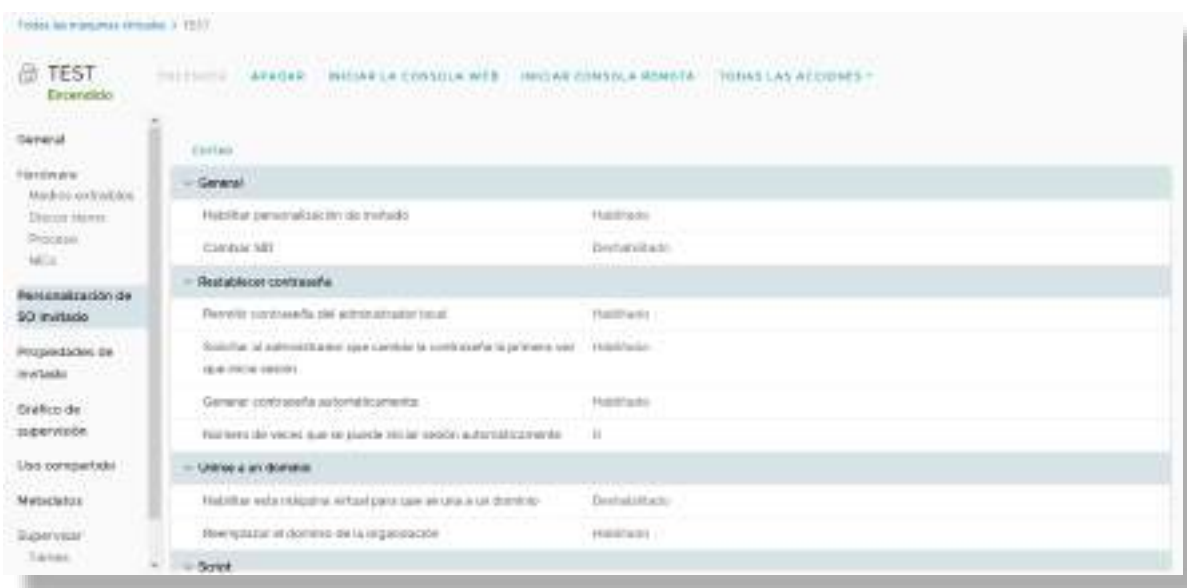 Todas las máquinas virtuales > TEST
TEST
Encendido
ENCENDER APAGAR INICIAR LA CONSOLA WEB INICIAR CONSOLA REMOTA TODAS LAS ACCIONES
General
Hardware
Medios extraíbles
Discos duros
Proceso
NICs
Personalización de
SO invitado
Propiedades de
invitado
Gráfico de
supervisión
Uso compartido
Metadatos
Supervisar
Tareas
EDITAR
General
Habilitar personalización de invitado Habilitado
Cambiar SID Deshabilitado
Restablecer contraseña
Permitir contraseña del administrador local Habilitado
Solicitar al administrador que cambie la contraseña la primera vez Habilitado
que inicie sesión
Generar contraseña automáticamente Habilitado
Número de veces que se puede iniciar sesión automáticamente 0
Unirse a un dominio
Habilitar esta máquina virtual para que se una a un dominio Deshabilitado
Reemplazar el dominio de la organización Habilitado
Script